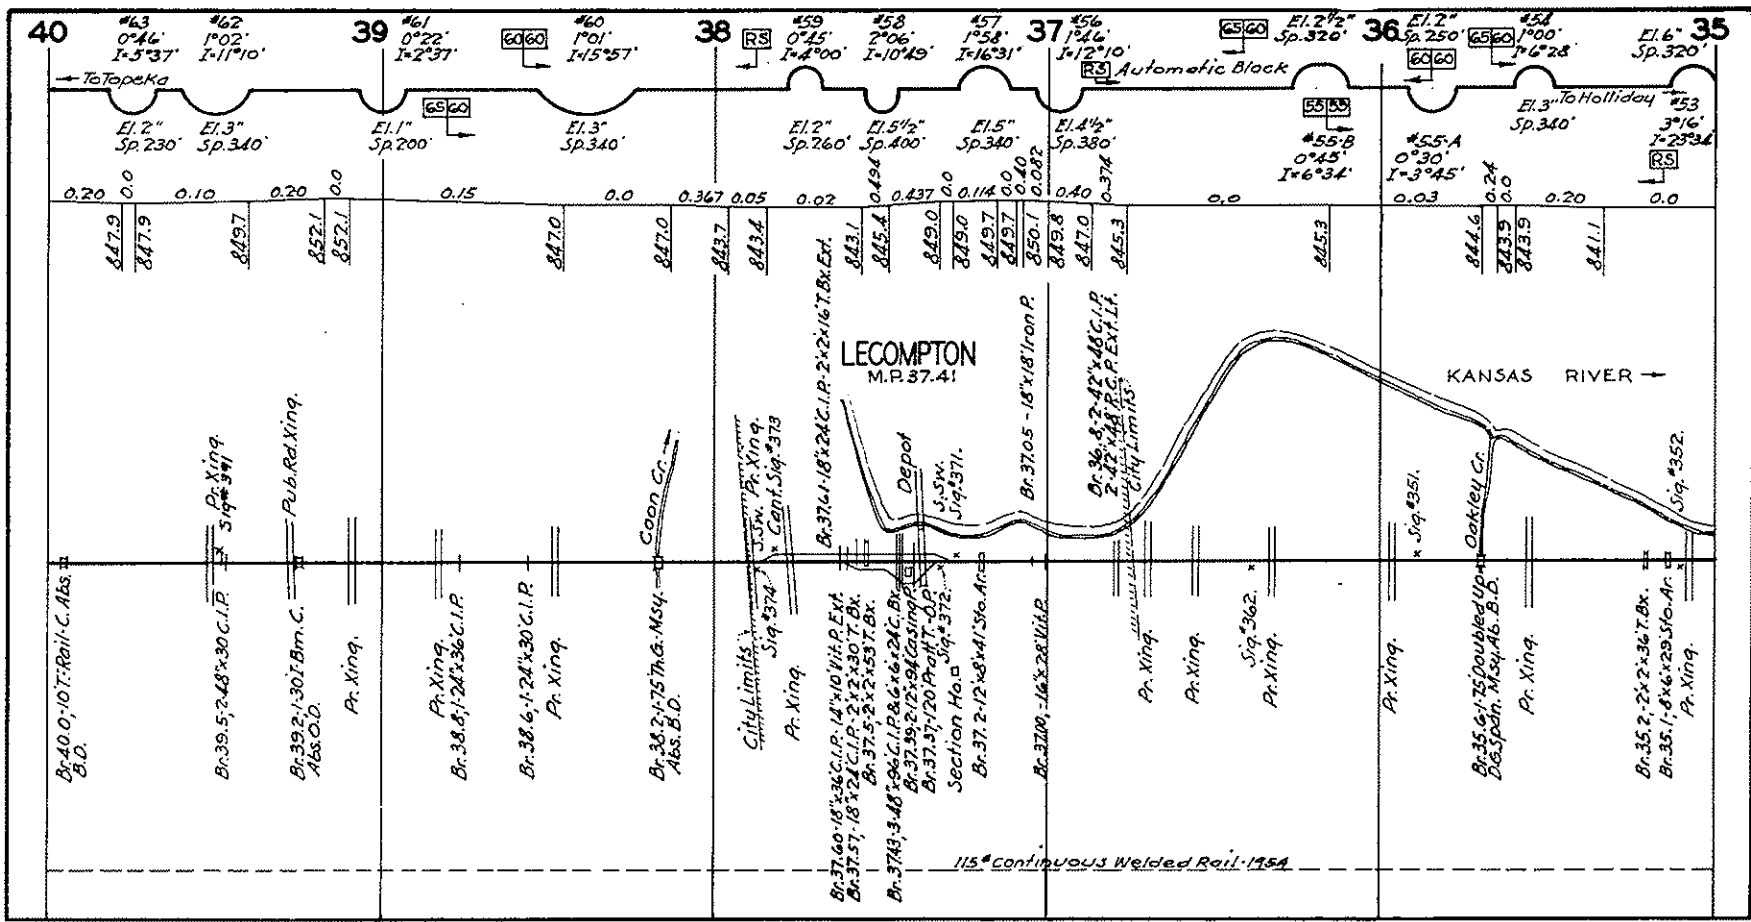 40
#63
0°46'
I=5°37'
#62
1°02'
I=11°10'
39
#61
0°22'
I=2°37'
60 60
#60
1°01'
I=15°57'
38
RS
#59
0°45'
I=4°00'
#58
2°06'
I=10°49'
#57
1°58'
I=16°31'
37
#56
1°46'
I=12°10'
65 60
El. 2½"
Sp. 320'
36
El. 2"
Sp. 250'
60 60
65 60
#54
1°00'
I=6°28'
El. 6"
Sp. 320'
35
To Topeka
RS
Automatic Block
To Holliday
El. 2"
Sp. 230'
El. 3"
Sp. 340'
El. 1"
Sp. 200'
65 60
El. 3"
Sp. 340'
El. 2"
Sp. 260'
El. 5½"
Sp. 400'
El. 5"
Sp. 340'
El. 4½"
Sp. 380'
55 55
#55-B
0°45'
I=6°34'
#55-A
0°30'
I=3°45'
El. 3"
Sp. 340'
#53
3°16'
I=23°34'
RS
0.20
0.0
0.10
0.20
0.0
0.15
0.0
0.367
0.05
0.02
0.494
0.437
0.0
0.114
0.0
0.40
0.082
0.40
0.374
0.0
0.03
0.24
0.0
0.20
0.0
847.9
847.9
849.7
852.1
852.1
847.0
847.0
843.7
843.4
843.1
845.4
849.0
849.0
849.7
849.7
850.1
849.8
847.0
845.3
845.3
844.6
843.9
843.9
841.1
LECOMPTON
M.P. 37.41
KANSAS RIVER
Pr. Xing.
Sig. #391
Pub. Rd. Xing.
Coon Cr.
S. Sw. Pr. Xing.
Cant. Sig. #373
Br. 37.61-18"x24' C.I.P.-2'x2'x16' T. Bx. Ext.
Depot
S. Sw.
Sig. #371.
Br. 37.05-18"x18' Iron P.
Br. 36.8,-2-42"x48' C.I.P.
2-42"x48' R.C.P. Ext. Lt.
City Limits
Sig. #351.
Oakley Cr.
Sig. #352.
Br. 40.0,-10' T. Rail-C. Abs.
B.D.
Br. 39.5,-2-48"x30' C.I.P.
Br. 39.2-1-30' I-Bm. C.
Abs. O.D.
Pr. Xing.
Pr. Xing.
Br. 38.8,1-24"x36' C.I.P.
Br. 38.6,-1-24"x30' C.I.P.
Pr. Xing.
Br. 38.2-1-75' Th. G. Msy.
Abs. B.D.
City Limits
Sig. #374
Pr. Xing.
Br. 37.60-18"x36' C.I.P.-14"x10' Vit. P. Ext.
Br. 37.57,-18"x24' C.I.P.-2'x2'x30' T. Bx.
Br. 37.5-2'x2'x53' T. Bx.
Br. 37.43-3-48"x96' C.I.P. & 6'x6'x24' C. Bx.
Br. 37.39-2-12"x94' Casing P.
Br. 37.37,-120' Pratt T.-O.P.
Section Ho.
Sig. #372.
Br. 37.2-12'x8'x41' Sto. Ar.
Br. 37.00,-16"x28' Vit. P.
Pr. Xing.
Pr. Xing.
Sig. #362.
Pr. Xing.
Pr. Xing.
Br. 35.6-1-75' Doubled Up
D.G. Span. Msy. Ab. B.D.
Pr. Xing.
Br. 35.2,-2'x2'x36' T. Bx.
Br. 35.1,-8'x6'x29' Sto. Ar.
Pr. Xing.
115# Continuous Welded Rail-1954